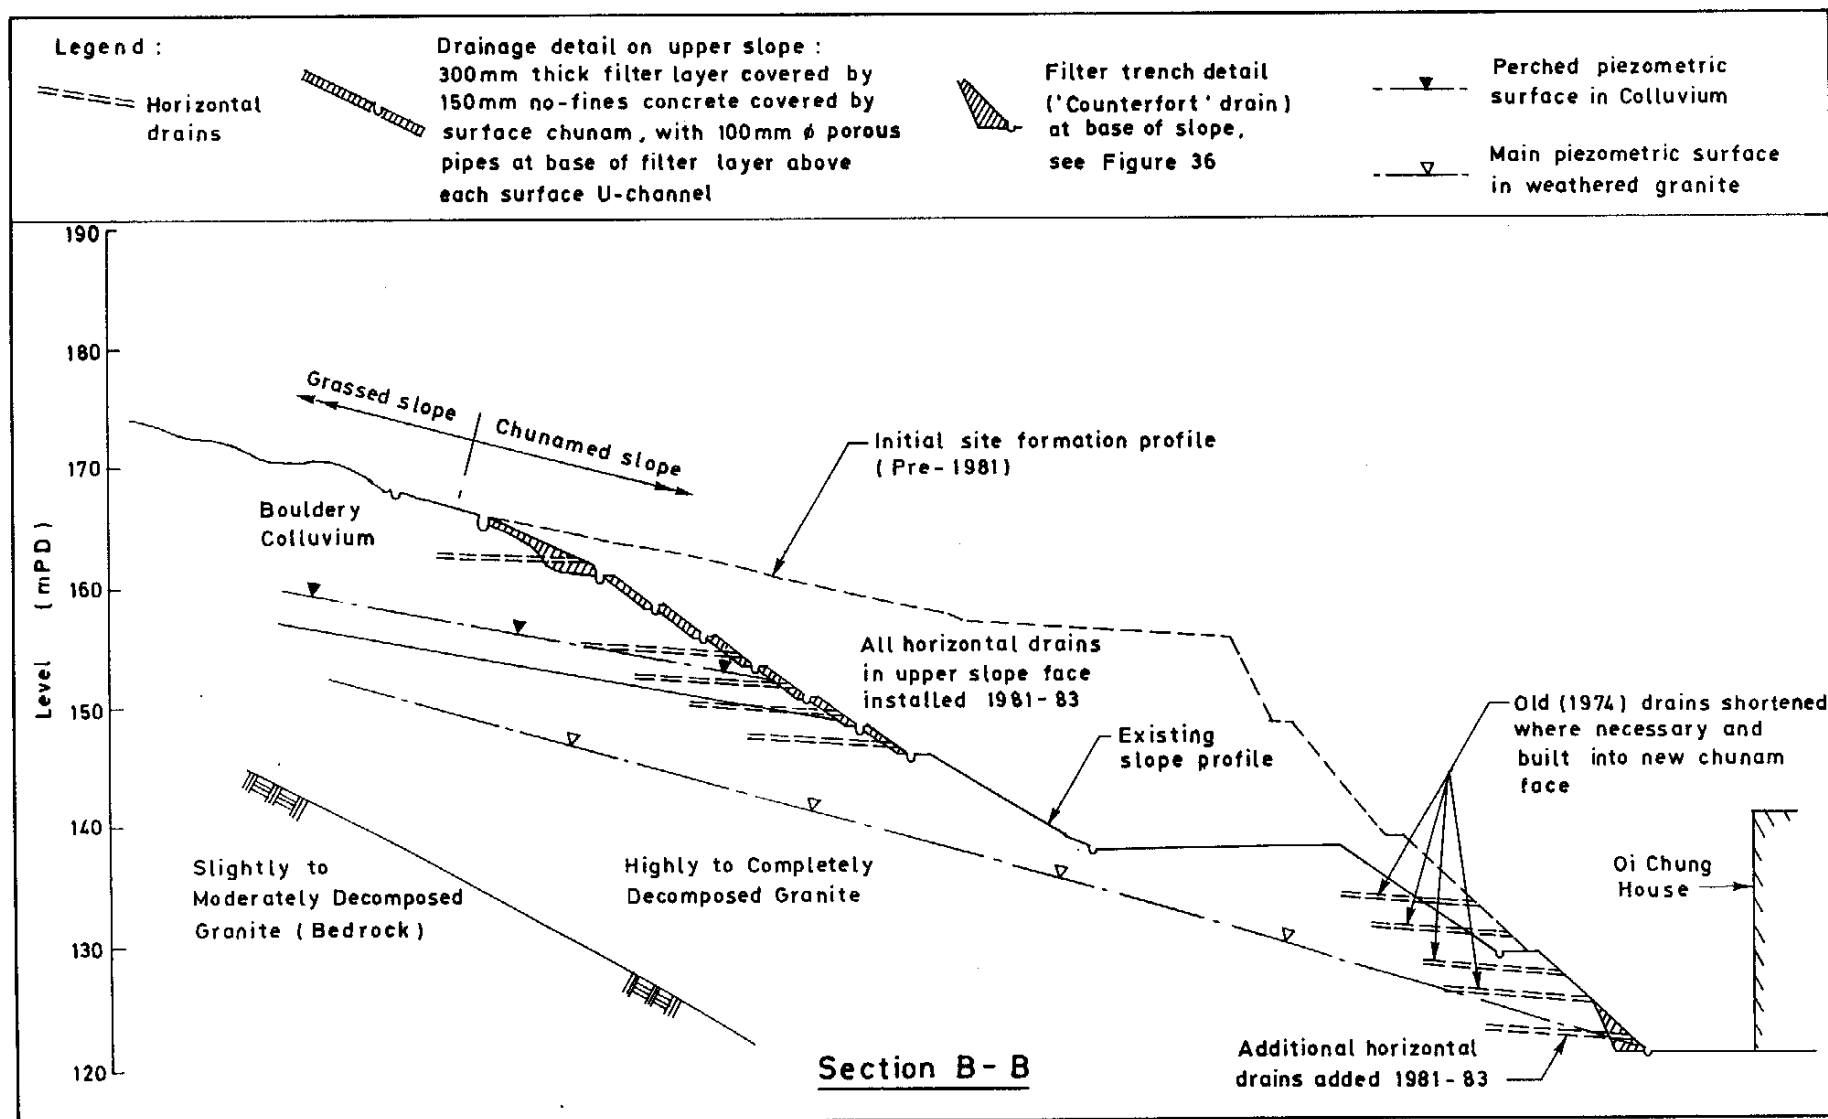 Legend :
Horizontal
drains
Drainage detail on upper slope :
300mm thick filter layer covered by
150mm no-fines concrete covered by
surface chunam, with 100mm ϕ porous
pipes at base of filter layer above
each surface U-channel
Filter trench detail
('Counterfort' drain)
at base of slope,
see Figure 36
Perched piezometric
surface in Colluvium
Main piezometric surface
in weathered granite
190
180
170
160
150
140
130
120
Level (mPD)
Grassed slope
Chunamed slope
Initial site formation profile
(Pre-1981)
Bouldery
Colluvium
All horizontal drains
in upper slope face
installed 1981-83
Old (1974) drains shortened
where necessary and
built into new chunam
face
Existing
slope profile
Slightly to
Moderately Decomposed
Granite (Bedrock)
Highly to Completely
Decomposed Granite
Oi Chung
House
Additional horizontal
drains added 1981-83
Section B-B